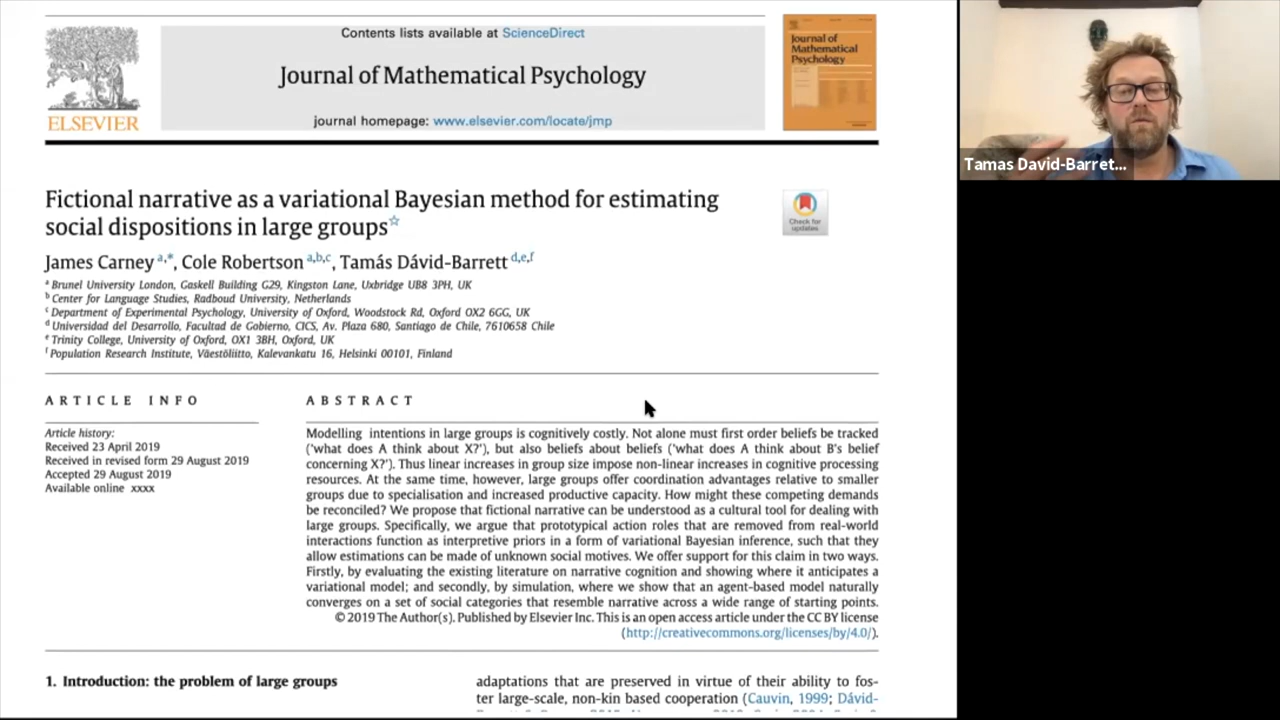 Contents lists available at ScienceDirect
Journal of Mathematical Psychology
journal homepage: www.elsevier.com/locate/jmp
ELSEVIER
Journal of
Mathematical
Psychology
Fictional narrative as a variational Bayesian method for estimating
social dispositions in large groups☆
Check for
updates
James Carney a,*, Cole Robertson a,b,c, Tamás Dávid-Barrett d,e,f
a Brunel University London, Gaskell Building G29, Kingston Lane, Uxbridge UB8 3PH, UK
b Center for Language Studies, Radboud University, Netherlands
c Department of Experimental Psychology, University of Oxford, Woodstock Rd, Oxford OX2 6GG, UK
d Universidad del Desarrollo, Facultad de Gobierno, CICS, Av. Plaza 680, Santiago de Chile, 7610658 Chile
e Trinity College, University of Oxford, OX1 3BH, Oxford, UK
f Population Research Institute, Väestöliitto, Kalevankatu 16, Helsinki 00101, Finland
ARTICLE INFO
Article history:
Received 23 April 2019
Received in revised form 29 August 2019
Accepted 29 August 2019
Available online xxxx
ABSTRACT
Modelling intentions in large groups is cognitively costly. Not alone must first order beliefs be tracked
('what does A think about X?'), but also beliefs about beliefs ('what does A think about B's belief
concerning X?'). Thus linear increases in group size impose non-linear increases in cognitive processing
resources. At the same time, however, large groups offer coordination advantages relative to smaller
groups due to specialisation and increased productive capacity. How might these competing demands
be reconciled? We propose that fictional narrative can be understood as a cultural tool for dealing with
large groups. Specifically, we argue that prototypical action roles that are removed from real-world
interactions function as interpretive priors in a form of variational Bayesian inference, such that they
allow estimations can be made of unknown social motives. We offer support for this claim in two ways.
Firstly, by evaluating the existing literature on narrative cognition and showing where it anticipates a
variational model; and secondly, by simulation, where we show that an agent-based model naturally
converges on a set of social categories that resemble narrative across a wide range of starting points.
© 2019 The Author(s). Published by Elsevier Inc. This is an open access article under the CC BY license
(http://creativecommons.org/licenses/by/4.0/).
1. Introduction: the problem of large groups
adaptations that are preserved in virtue of their ability to fos-
ter large-scale, non-kin based cooperation (Cauvin, 1999; Dávid-
Tamas David-Barret...